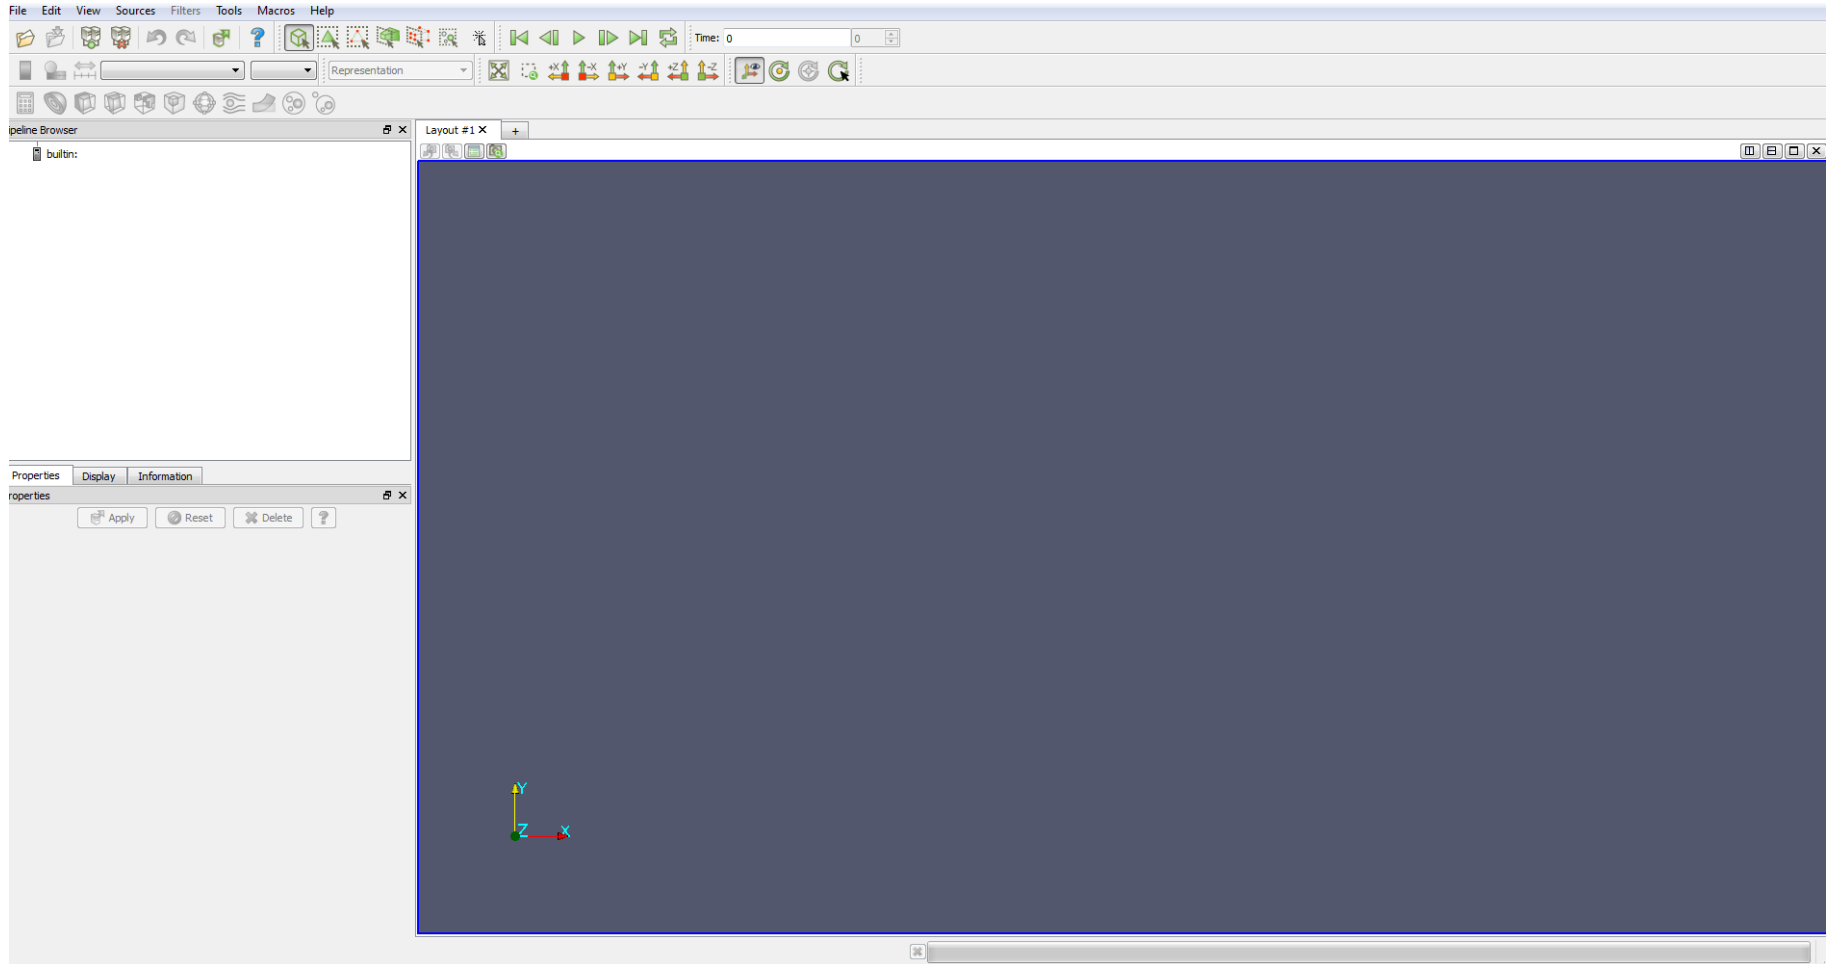 File Edit View Sources Filters Tools Macros Help
Time: 0 0
Representation
+X -X +Y -Y +Z -Z
ipeline Browser
Layout #1 +
builtin:
Properties Display Information
roperties
Apply Reset Delete ?
Y
Z X